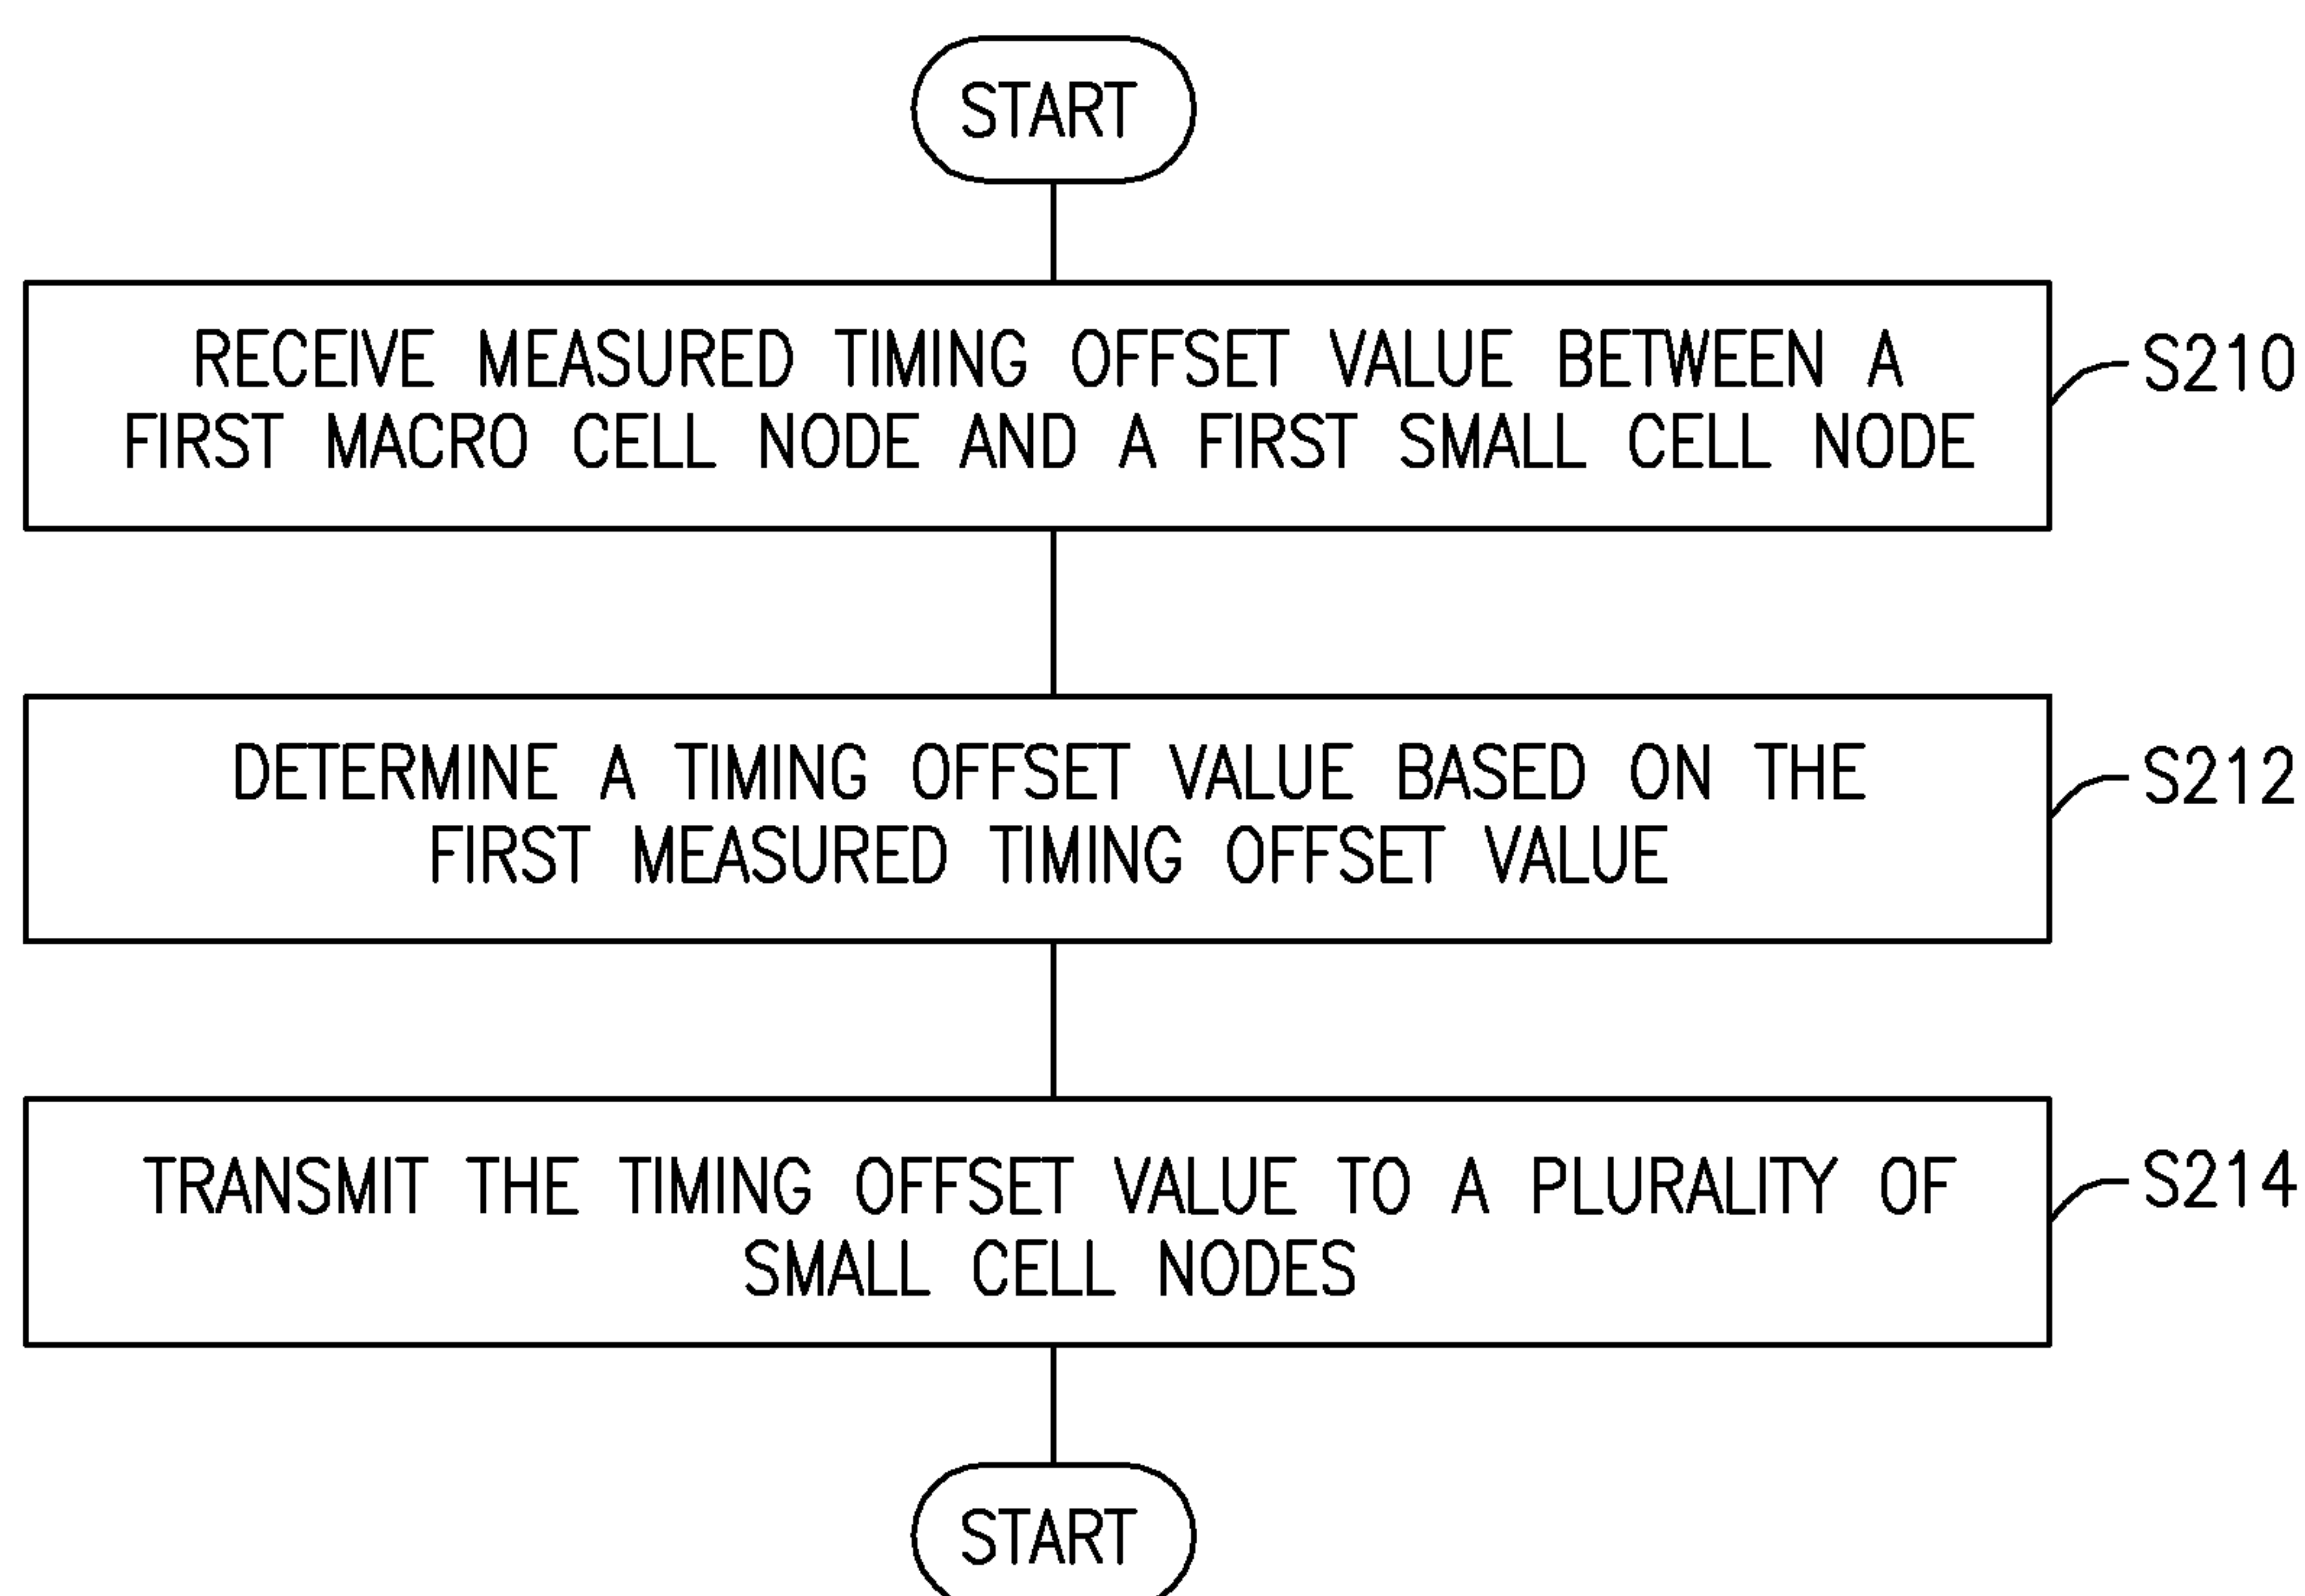 START
RECEIVE MEASURED TIMING OFFSET VALUE BETWEEN A
FIRST MACRO CELL NODE AND A FIRST SMALL CELL NODE
S210
DETERMINE A TIMING OFFSET VALUE BASED ON THE
FIRST MEASURED TIMING OFFSET VALUE
S212
TRANSMIT THE TIMING OFFSET VALUE TO A PLURALITY OF
SMALL CELL NODES
S214
START